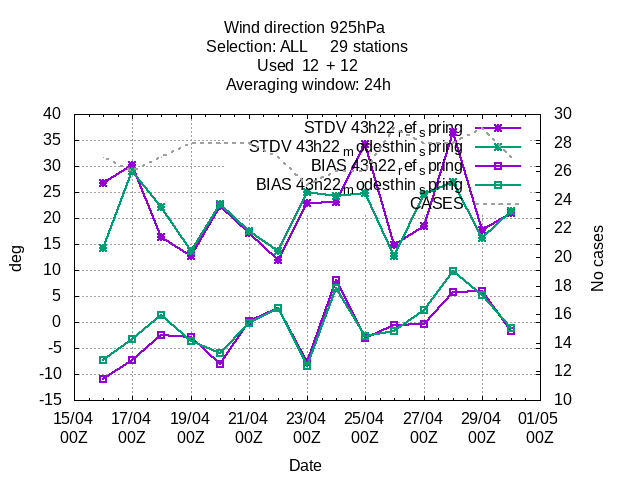 Wind direction 925hPa
Selection: ALL 29 stations
Used 12 + 12
Averaging window: 24h
40 30
STDV 43h22_ref_spring
35 28
STDV 43h22_modesthin_spring
30 26
BIAS 43h22_ref_spring
25 24
BIAS 43h22_modesthin_spring
CASES
20 22
15 20
10 18
5 16
0 14
-5 12
-10 10
-15
deg
No cases
15/04 17/04 19/04 21/04 23/04 25/04 27/04 29/04 01/05
00Z 00Z 00Z 00Z 00Z 00Z 00Z 00Z 00Z
Date